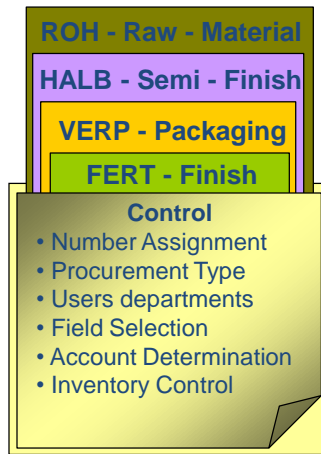 ROH - Raw - Material
HALB - Semi - Finish
VERP - Packaging
FERT - Finish
Control
• Number Assignment
• Procurement Type
• Users departments
• Field Selection
• Account Determination
• Inventory Control